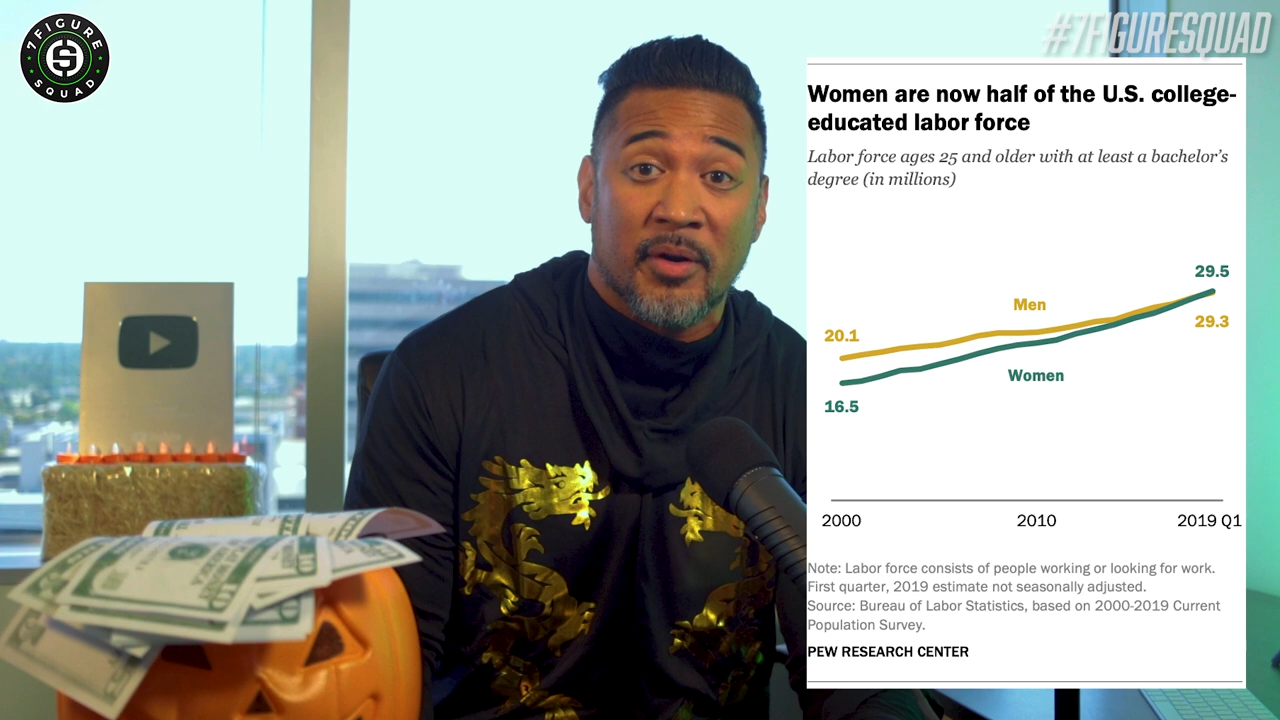 7FIGURE
SQUAD
#7FIGURESQUAD
Women are now half of the U.S. college-
educated labor force
Labor force ages 25 and older with at least a bachelor's
degree (in millions)
29.5
Men
20.1
29.3
Women
16.5
2000 2010 2019 Q1
Note: Labor force consists of people working or looking for work.
First quarter, 2019 estimate not seasonally adjusted.
Source: Bureau of Labor Statistics, based on 2000-2019 Current
Population Survey.
PEW RESEARCH CENTER